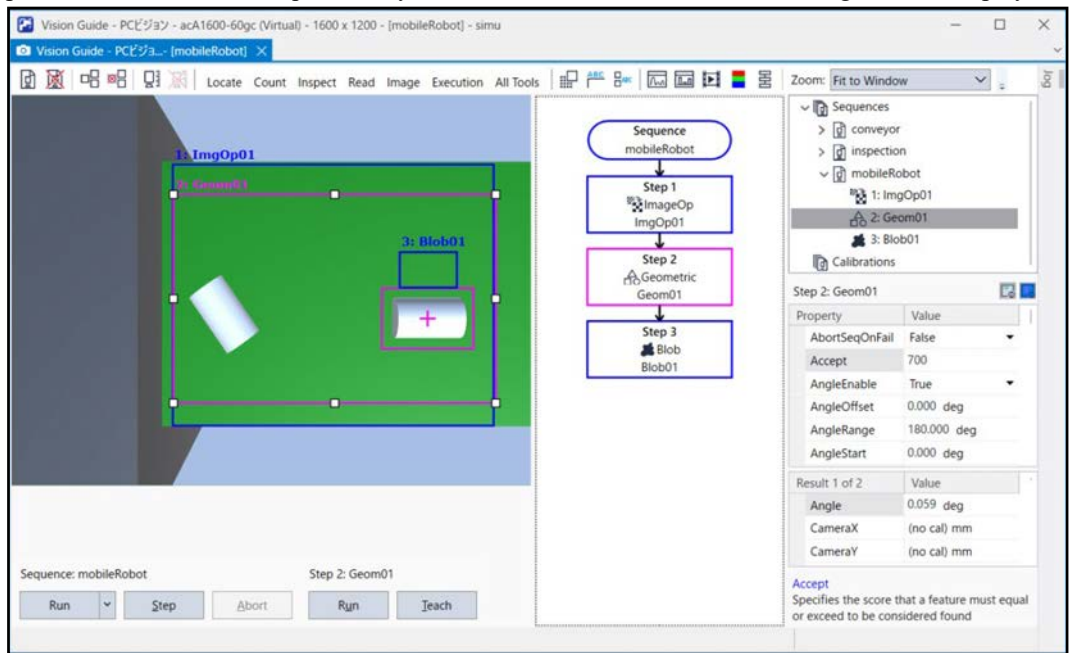 Vision Guide - PCビジョン - acA1600-60gc (Virtual) - 1600 x 1200 - [mobileRobot] - simu
Vision Guide - PCビジョ...- [mobileRobot]
Locate Count Inspect Read Image Execution All Tools
Zoom: Fit to Window
log
1: ImgOp01
2: Geom01
3: Blob01
Sequence
mobileRobot
Step 1
ImageOp
ImgOp01
Step 2
Geometric
Geom01
Step 3
Blob
Blob01
Sequences
conveyor
inspection
mobileRobot
1: ImgOp01
2: Geom01
3: Blob01
Calibrations
Step 2: Geom01
Property Value
AbortSeqOnFail False
Accept 700
AngleEnable True
AngleOffset 0.000 deg
AngleRange 180.000 deg
AngleStart 0.000 deg
Result 1 of 2 Value
Angle 0.059 deg
CameraX (no cal) mm
CameraY (no cal) mm
Accept
Specifies the score that a feature must equal
or exceed to be considered found
Sequence: mobileRobot
Step 2: Geom01
Run Step Abort Run Teach